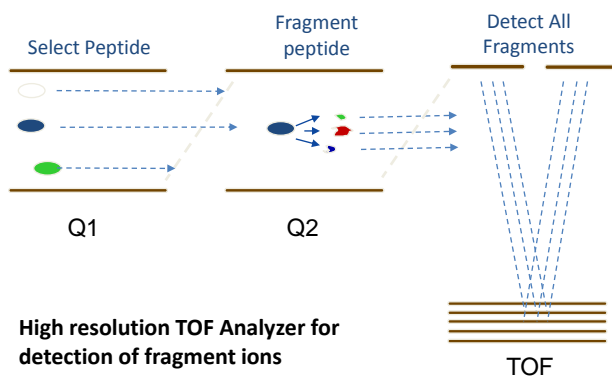 Select Peptide
Fragment
peptide
Detect All
Fragments
Q1
Q2
High resolution TOF Analyzer for
detection of fragment ions
TOF